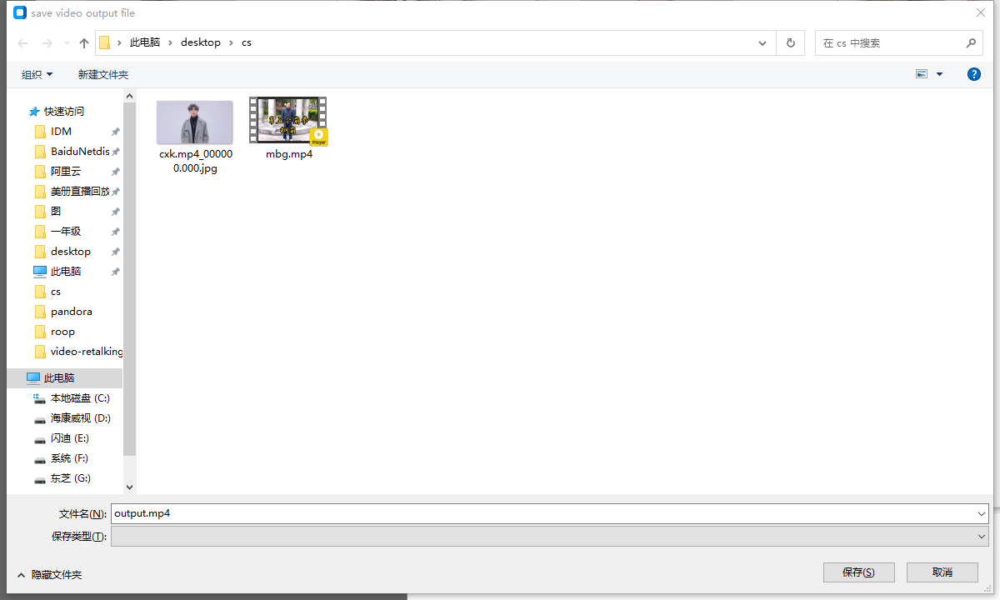 save video output file
此电脑 desktop cs
在 cs 中搜索
组织 新建文件夹
快速访问
IDM
BaiduNetdis
阿里云
美册直播回放
图
一年级
desktop
此电脑
cs
pandora
roop
video-retalking
此电脑
本地磁盘 (C:)
海康威视 (D:)
闪迪 (E:)
系统 (F:)
东芝 (G:)
cxk.mp4_00000
0.000.jpg
Player
mbg.mp4
文件名(N):
output.mp4
保存类型(T):
隐藏文件夹
保存(S)
取消